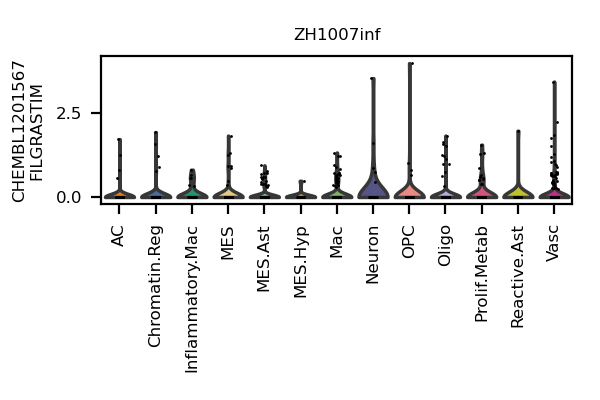 ZH1007inf
CHEMBL1201567
FILGRASTIM
2.5
0.0
AC
Chromatin.Reg
Inflammatory.Mac
MES
MES.Ast
MES.Hyp
Mac
Neuron
OPC
Oligo
Prolif.Metab
Reactive.Ast
Vasc